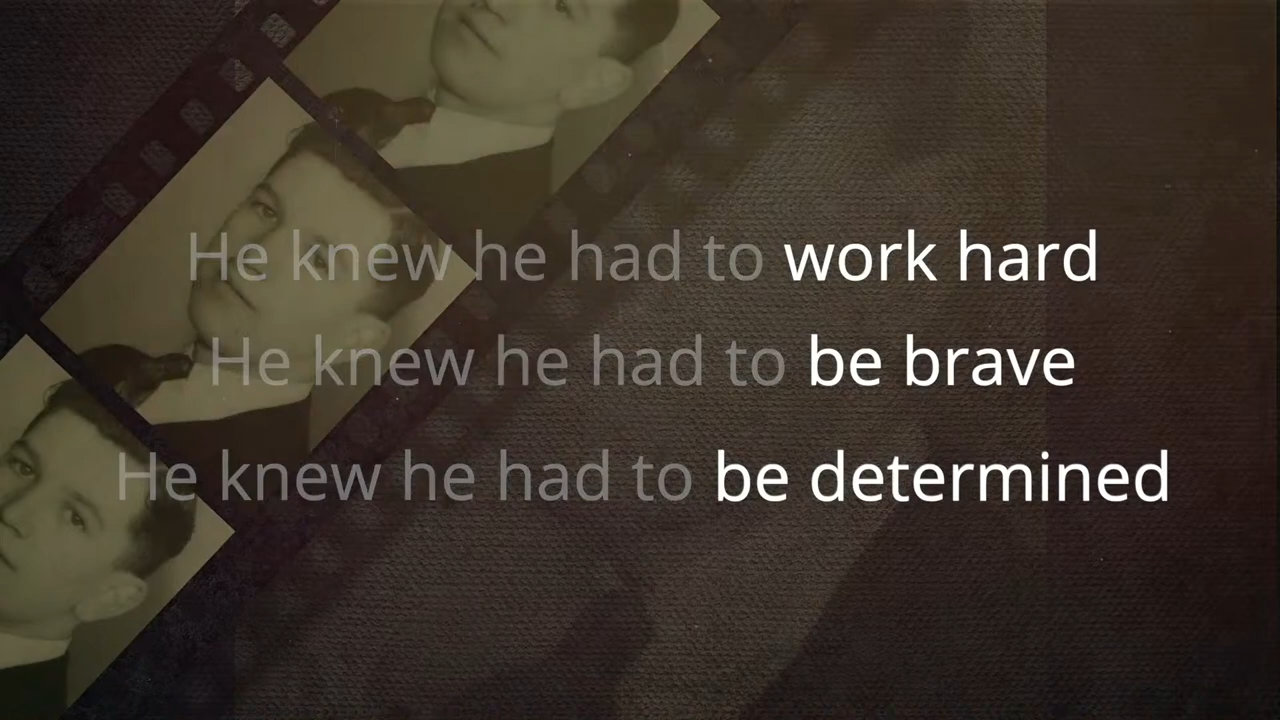 He knew he had to work hard
He knew he had to be brave
He knew he had to be determined